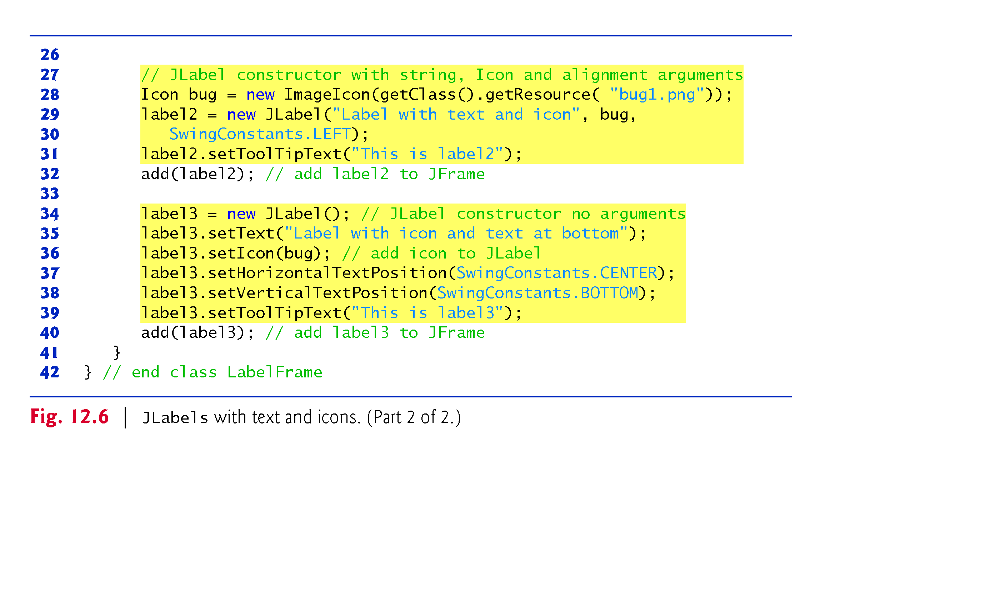 26
27 // JLabel constructor with string, Icon and alignment arguments
28 Icon bug = new ImageIcon(getClass().getResource( "bug1.png"));
29 label2 = new JLabel("Label with text and icon", bug,
30 SwingConstants.LEFT);
31 label2.setToolTipText("This is label2");
32 add(label2); // add label2 to JFrame
33
34 label3 = new JLabel(); // JLabel constructor no arguments
35 label3.setText("Label with icon and text at bottom");
36 label3.setIcon(bug); // add icon to JLabel
37 label3.setHorizontalTextPosition(SwingConstants.CENTER);
38 label3.setVerticalTextPosition(SwingConstants.BOTTOM);
39 label3.setToolTipText("This is label3");
40 add(label3); // add label3 to JFrame
41 }
42 } // end class LabelFrame
Fig. 12.6 | JLabels with text and icons. (Part 2 of 2.)